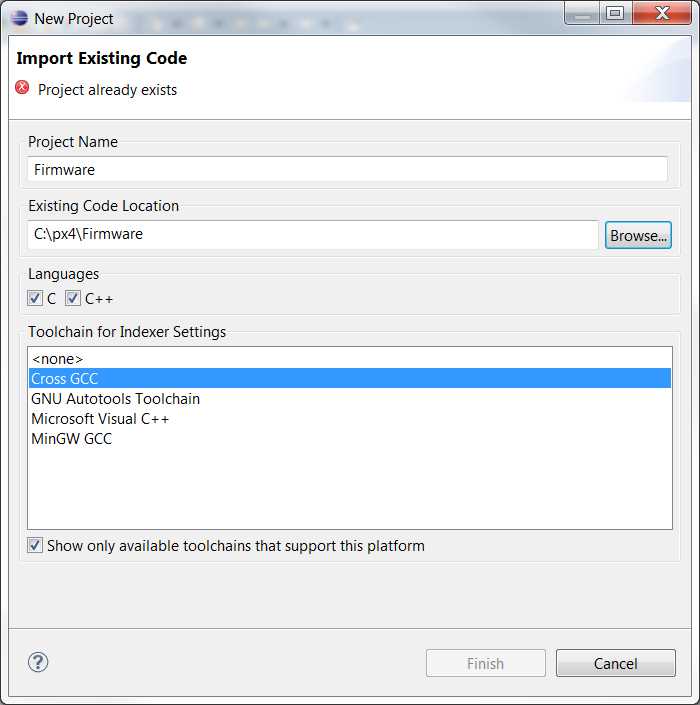 New Project
Import Existing Code
Project already exists
Project Name
Firmware
Existing Code Location
C:\px4\Firmware
Browse...
Languages
C C++
Toolchain for Indexer Settings
<none>
Cross GCC
GNU Autotools Toolchain
Microsoft Visual C++
MinGW GCC
Show only available toolchains that support this platform
?
Finish Cancel